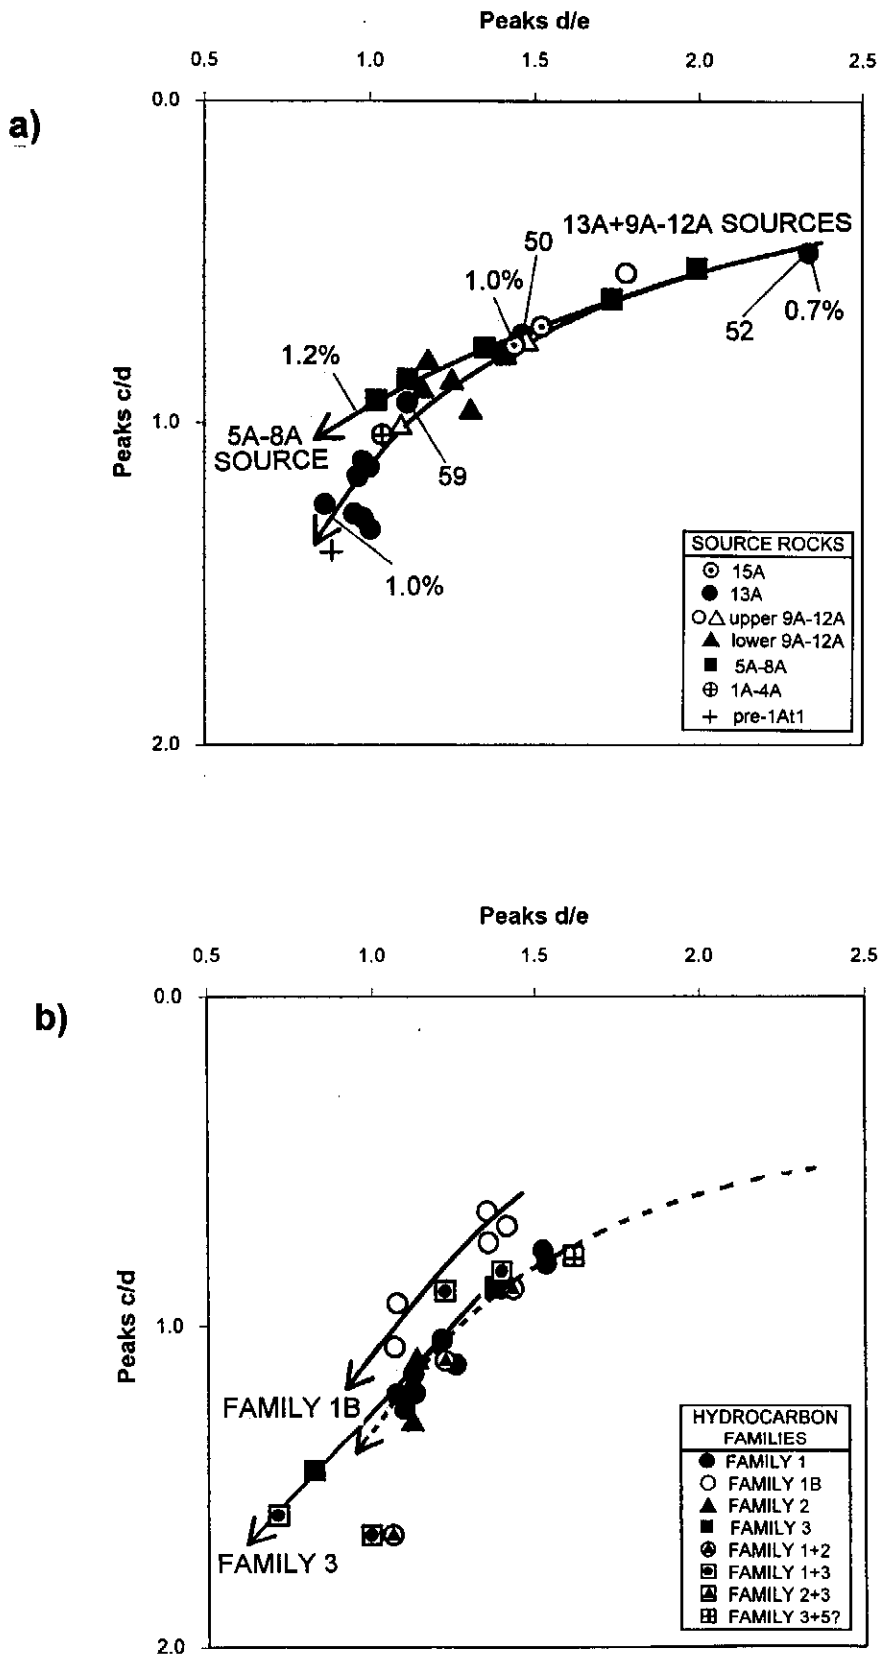 Peaks d/e
0.5 1.0 1.5 2.0 2.5
a)
0.0
13A+9A-12A SOURCES
50
1.0%
52
0.7%
1.2%
Peaks c/d
1.0
5A-8A
SOURCE
59
1.0%
SOURCE ROCKS
15A
13A
upper 9A-12A
lower 9A-12A
5A-8A
1A-4A
pre-1At1
2.0
Peaks d/e
0.5 1.0 1.5 2.0 2.5
b)
0.0
Peaks c/d
1.0
FAMILY 1B
FAMILY 3
HYDROCARBON
FAMILIES
FAMILY 1
FAMILY 1B
FAMILY 2
FAMILY 3
FAMILY 1+2
FAMILY 1+3
FAMILY 2+3
FAMILY 3+5?
2.0